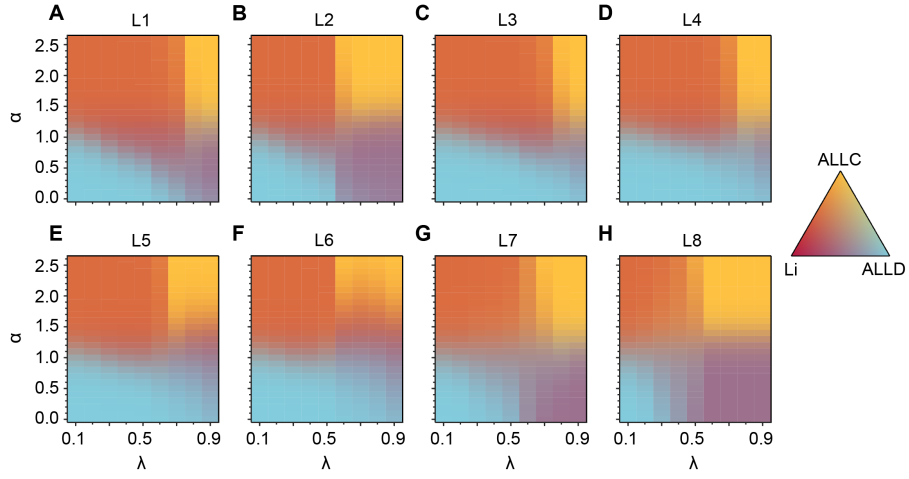 A L1 B L2 C L3 D L4
α 2.5 2.0 1.5 1.0 0.5 0.0
ALLC
Li ALLD
E L5 F L6 G L7 H L8
α 2.5 2.0 1.5 1.0 0.5 0.0
0.1 0.5 0.9 0.1 0.5 0.9 0.1 0.5 0.9 0.1 0.5 0.9
λ λ λ λ